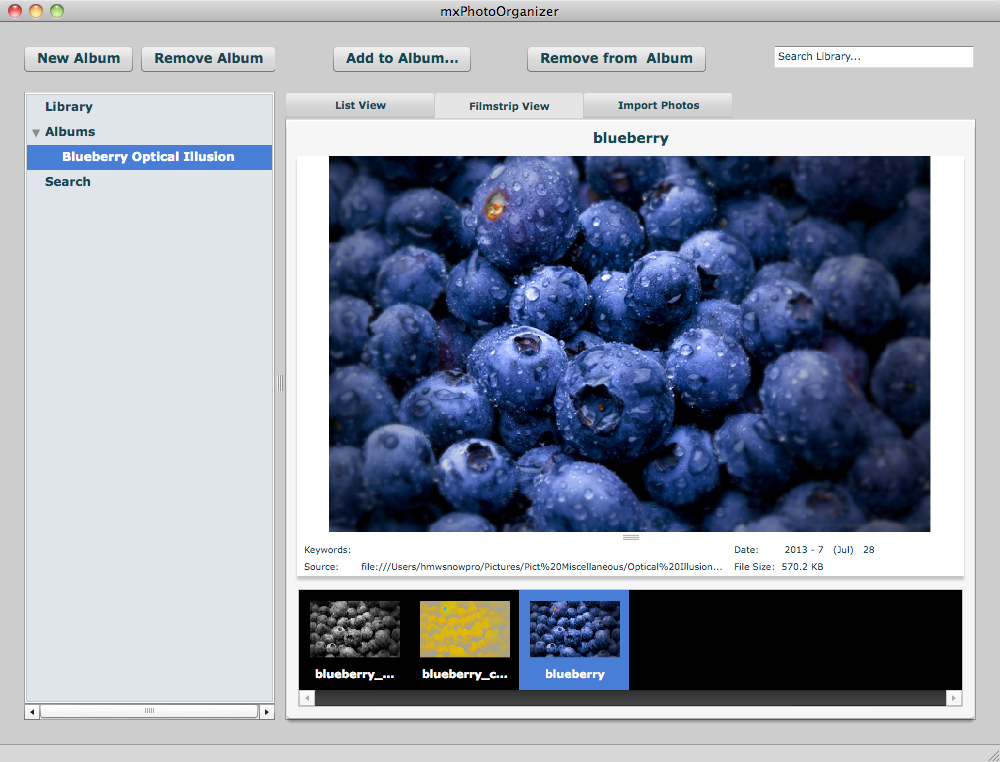 mxPhotoOrganizer
New Album
Remove Album
Add to Album...
Remove from Album
Search Library...
Library
Albums
Blueberry Optical Illusion
Search
List View
Filmstrip View
Import Photos
blueberry
Keywords:
Date: 2013 - 7 (Jul) 28
Source: file:///Users/hmwsnowpro/Pictures/Pict%20Miscellaneous/Optical%20Illusion...
File Size: 570.2 KB
blueberry_...
blueberry_c...
blueberry